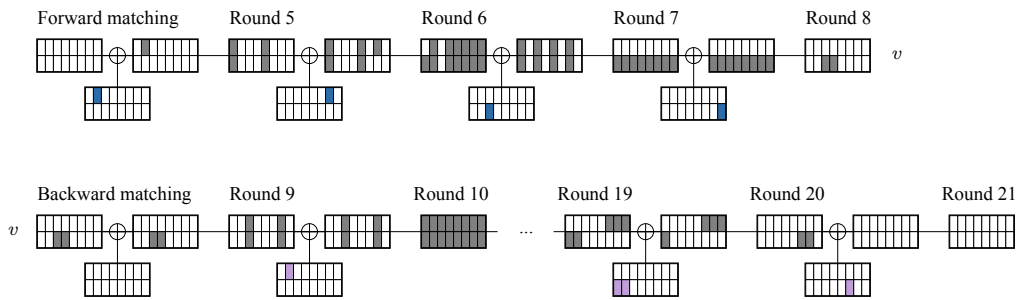 Forward matching Round 5 Round 6 Round 7 Round 8
v
Backward matching Round 9 Round 10 Round 19 Round 20 Round 21
v ...